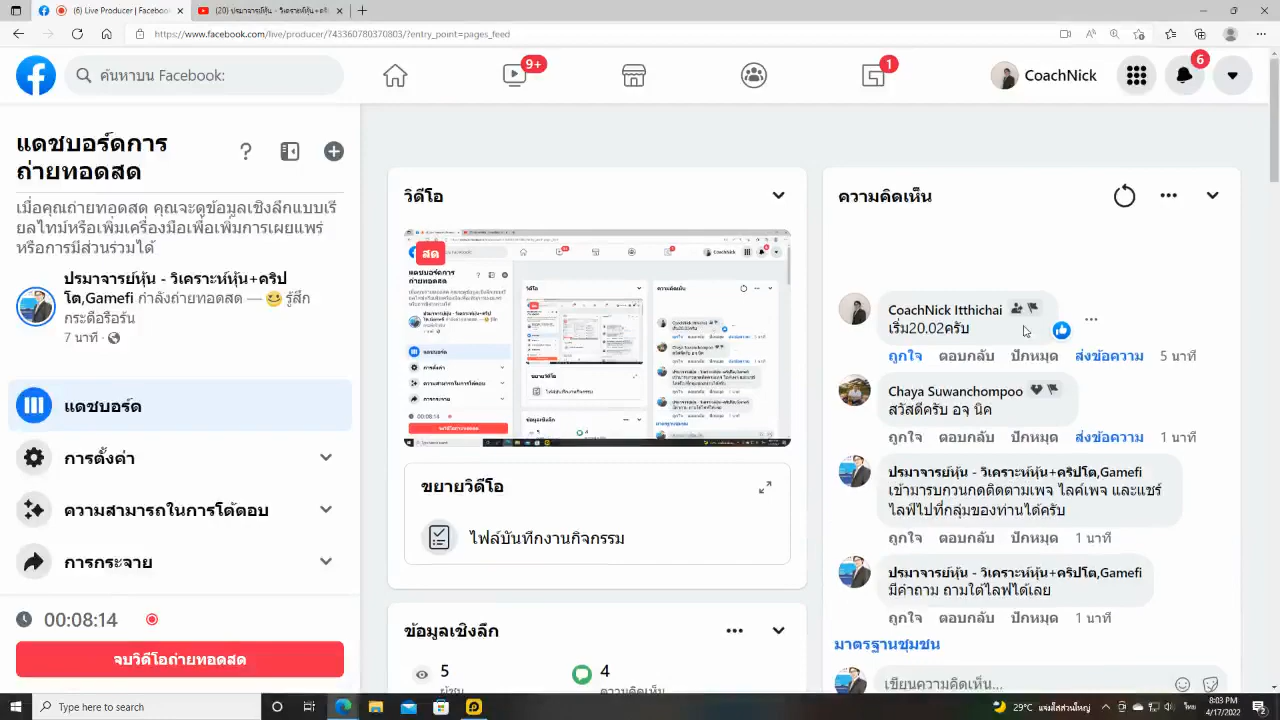 (6) Live Producer | Facebook
https://www.facebook.com/live/producer/743360780370803/?entry_point=pages_feed
ค้นหาบน Facebook:
9+
1
CoachNick
6
แดชบอร์ดการ
ถ่ายทอดสด
เมื่อคุณถ่ายทอดสด คุณจะดูข้อมูลเชิงลึกแบบเรี
ยลไทม์หรือเพิ่มเครื่องมือเพื่อเพิ่มการเผยแพร่
หรือการมีส่วนร่วมได้
ปรมาจารย์หุ้น - วิเคราะห์หุ้น+คริป
โต,Gamefi กำลังถ่ายทอดสด — รู้สึก
กระตือรือร้น
7 นาที ·
แดชบอร์ด
การตั้งค่า
ความสามารถในการโต้ตอบ
การกระจาย
00:08:14
จบวิดีโอถ่ายทอดสด
วิดีโอ
สด
ขยายวิดีโอ
ไฟล์บันทึกงานกิจกรรม
ข้อมูลเชิงลึก
5
4
ความคิดเห็น
CoachNick Itthichai
เริ่ม20.02ครับ
ถูกใจ ตอบกลับ ปักหมุด ส่งข้อความ 5 นาที
Chaya Suwanchompoo
สวัสดีครับ อจฺ นิค
ถูกใจ ตอบกลับ ปักหมุด ส่งข้อความ 1 นาที
ปรมาจารย์หุ้น - วิเคราะห์หุ้น+คริปโต,Gamefi
เข้ามารบกวนกดติดตามเพจ ไลค์เพจ และแชร์
ไลฟ์ไปที่กลุ่มของท่านได้ครับ
ถูกใจ ตอบกลับ ปักหมุด 1 นาที
ปรมาจารย์หุ้น - วิเคราะห์หุ้น+คริปโต,Gamefi
มีคำถาม ถามใต้ไลฟ์ได้เลย
ถูกใจ ตอบกลับ ปักหมุด 1 นาที
มาตรฐานชุมชน
เขียนความคิดเห็น...
Type here to search
29°C มีเมฆเป็นส่วนใหญ่
ไทย
8:03 PM
4/17/2022